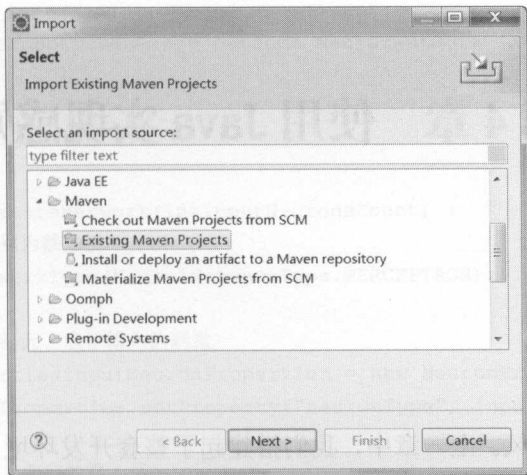 Import
Select
Import Existing Maven Projects
Select an import source:
type filter text
Java EE
Maven
Check out Maven Projects from SCM
Existing Maven Projects
Install or deploy an artifact to a Maven repository
Materialize Maven Projects from SCM
Oomph
Plug-in Development
Remote Systems
< Back
Next >
Finish
Cancel